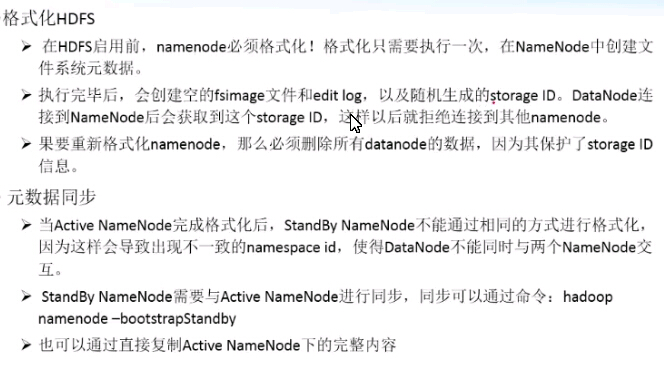 格式化HDFS
➢ 在HDFS启用前，namenode必须格式化！格式化只需要执行一次，在NameNode中创建文
件系统元数据。
➢ 执行完毕后，会创建空的fsimage文件和edit log，以及随机生成的storage ID。DataNode连
接到NameNode后会获取到这个storage ID，这样以后就拒绝连接到其他namenode。
➢ 果要重新格式化namenode，那么必须删除所有datanode的数据，因为其保护了storage ID
信息。
元数据同步
➢ 当Active NameNode完成格式化后，StandBy NameNode不能通过相同的方式进行格式化，
因为这样会导致出现不一致的namespace id，使得DataNode不能同时与两个NameNode交
互。
➢ StandBy NameNode需要与Active NameNode进行同步，同步可以通过命令：hadoop
namenode –bootstrapStandby
➢ 也可以通过直接复制Active NameNode下的完整内容